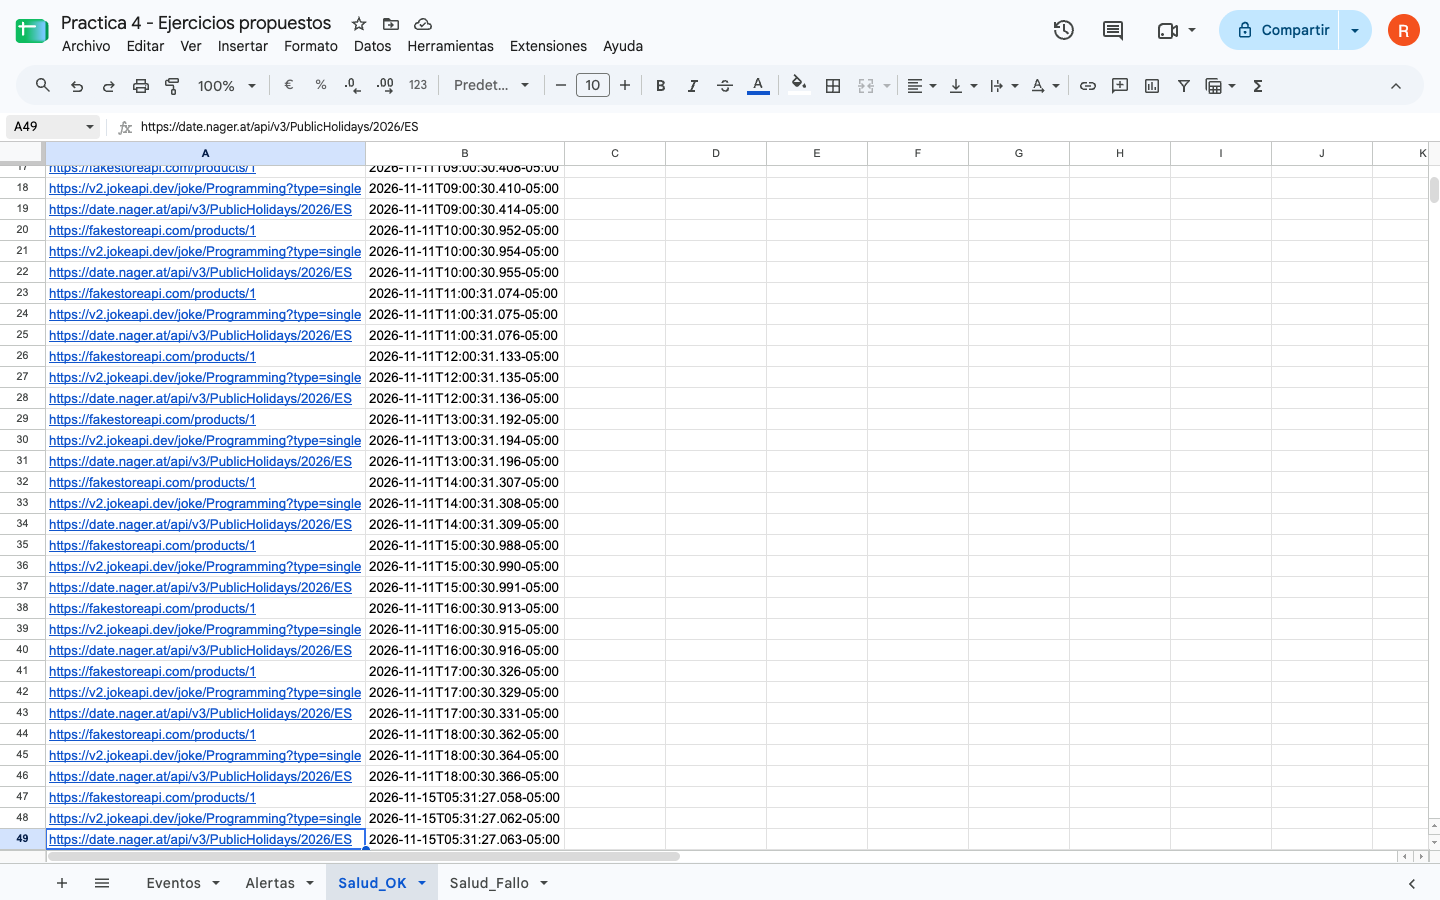 Practica 4 - Ejercicios propuestos
Archivo Editar Ver Insertar Formato Datos Herramientas Extensiones Ayuda
Compartir
R
100% € % .0 .00 123 Predet... 10 B I S A A Σ
A49 fx https://date.nager.at/api/v3/PublicHolidays/2026/ES
A B C D E F G H I J K
17 https://fakestoreapi.com/products/1 2026-11-11T09:00:30.408-05:00
18 https://v2.jokeapi.dev/joke/Programming?type=single 2026-11-11T09:00:30.410-05:00
19 https://date.nager.at/api/v3/PublicHolidays/2026/ES 2026-11-11T09:00:30.414-05:00
20 https://fakestoreapi.com/products/1 2026-11-11T10:00:30.952-05:00
21 https://v2.jokeapi.dev/joke/Programming?type=single 2026-11-11T10:00:30.954-05:00
22 https://date.nager.at/api/v3/PublicHolidays/2026/ES 2026-11-11T10:00:30.955-05:00
23 https://fakestoreapi.com/products/1 2026-11-11T11:00:31.074-05:00
24 https://v2.jokeapi.dev/joke/Programming?type=single 2026-11-11T11:00:31.075-05:00
25 https://date.nager.at/api/v3/PublicHolidays/2026/ES 2026-11-11T11:00:31.076-05:00
26 https://fakestoreapi.com/products/1 2026-11-11T12:00:31.133-05:00
27 https://v2.jokeapi.dev/joke/Programming?type=single 2026-11-11T12:00:31.135-05:00
28 https://date.nager.at/api/v3/PublicHolidays/2026/ES 2026-11-11T12:00:31.136-05:00
29 https://fakestoreapi.com/products/1 2026-11-11T13:00:31.192-05:00
30 https://v2.jokeapi.dev/joke/Programming?type=single 2026-11-11T13:00:31.194-05:00
31 https://date.nager.at/api/v3/PublicHolidays/2026/ES 2026-11-11T13:00:31.196-05:00
32 https://fakestoreapi.com/products/1 2026-11-11T14:00:31.307-05:00
33 https://v2.jokeapi.dev/joke/Programming?type=single 2026-11-11T14:00:31.308-05:00
34 https://date.nager.at/api/v3/PublicHolidays/2026/ES 2026-11-11T14:00:31.309-05:00
35 https://fakestoreapi.com/products/1 2026-11-11T15:00:30.988-05:00
36 https://v2.jokeapi.dev/joke/Programming?type=single 2026-11-11T15:00:30.990-05:00
37 https://date.nager.at/api/v3/PublicHolidays/2026/ES 2026-11-11T15:00:30.991-05:00
38 https://fakestoreapi.com/products/1 2026-11-11T16:00:30.913-05:00
39 https://v2.jokeapi.dev/joke/Programming?type=single 2026-11-11T16:00:30.915-05:00
40 https://date.nager.at/api/v3/PublicHolidays/2026/ES 2026-11-11T16:00:30.916-05:00
41 https://fakestoreapi.com/products/1 2026-11-11T17:00:30.326-05:00
42 https://v2.jokeapi.dev/joke/Programming?type=single 2026-11-11T17:00:30.329-05:00
43 https://date.nager.at/api/v3/PublicHolidays/2026/ES 2026-11-11T17:00:30.331-05:00
44 https://fakestoreapi.com/products/1 2026-11-11T18:00:30.362-05:00
45 https://v2.jokeapi.dev/joke/Programming?type=single 2026-11-11T18:00:30.364-05:00
46 https://date.nager.at/api/v3/PublicHolidays/2026/ES 2026-11-11T18:00:30.366-05:00
47 https://fakestoreapi.com/products/1 2026-11-15T05:31:27.058-05:00
48 https://v2.jokeapi.dev/joke/Programming?type=single 2026-11-15T05:31:27.062-05:00
49 https://date.nager.at/api/v3/PublicHolidays/2026/ES 2026-11-15T05:31:27.063-05:00
Eventos Alertas Salud_OK Salud_Fallo